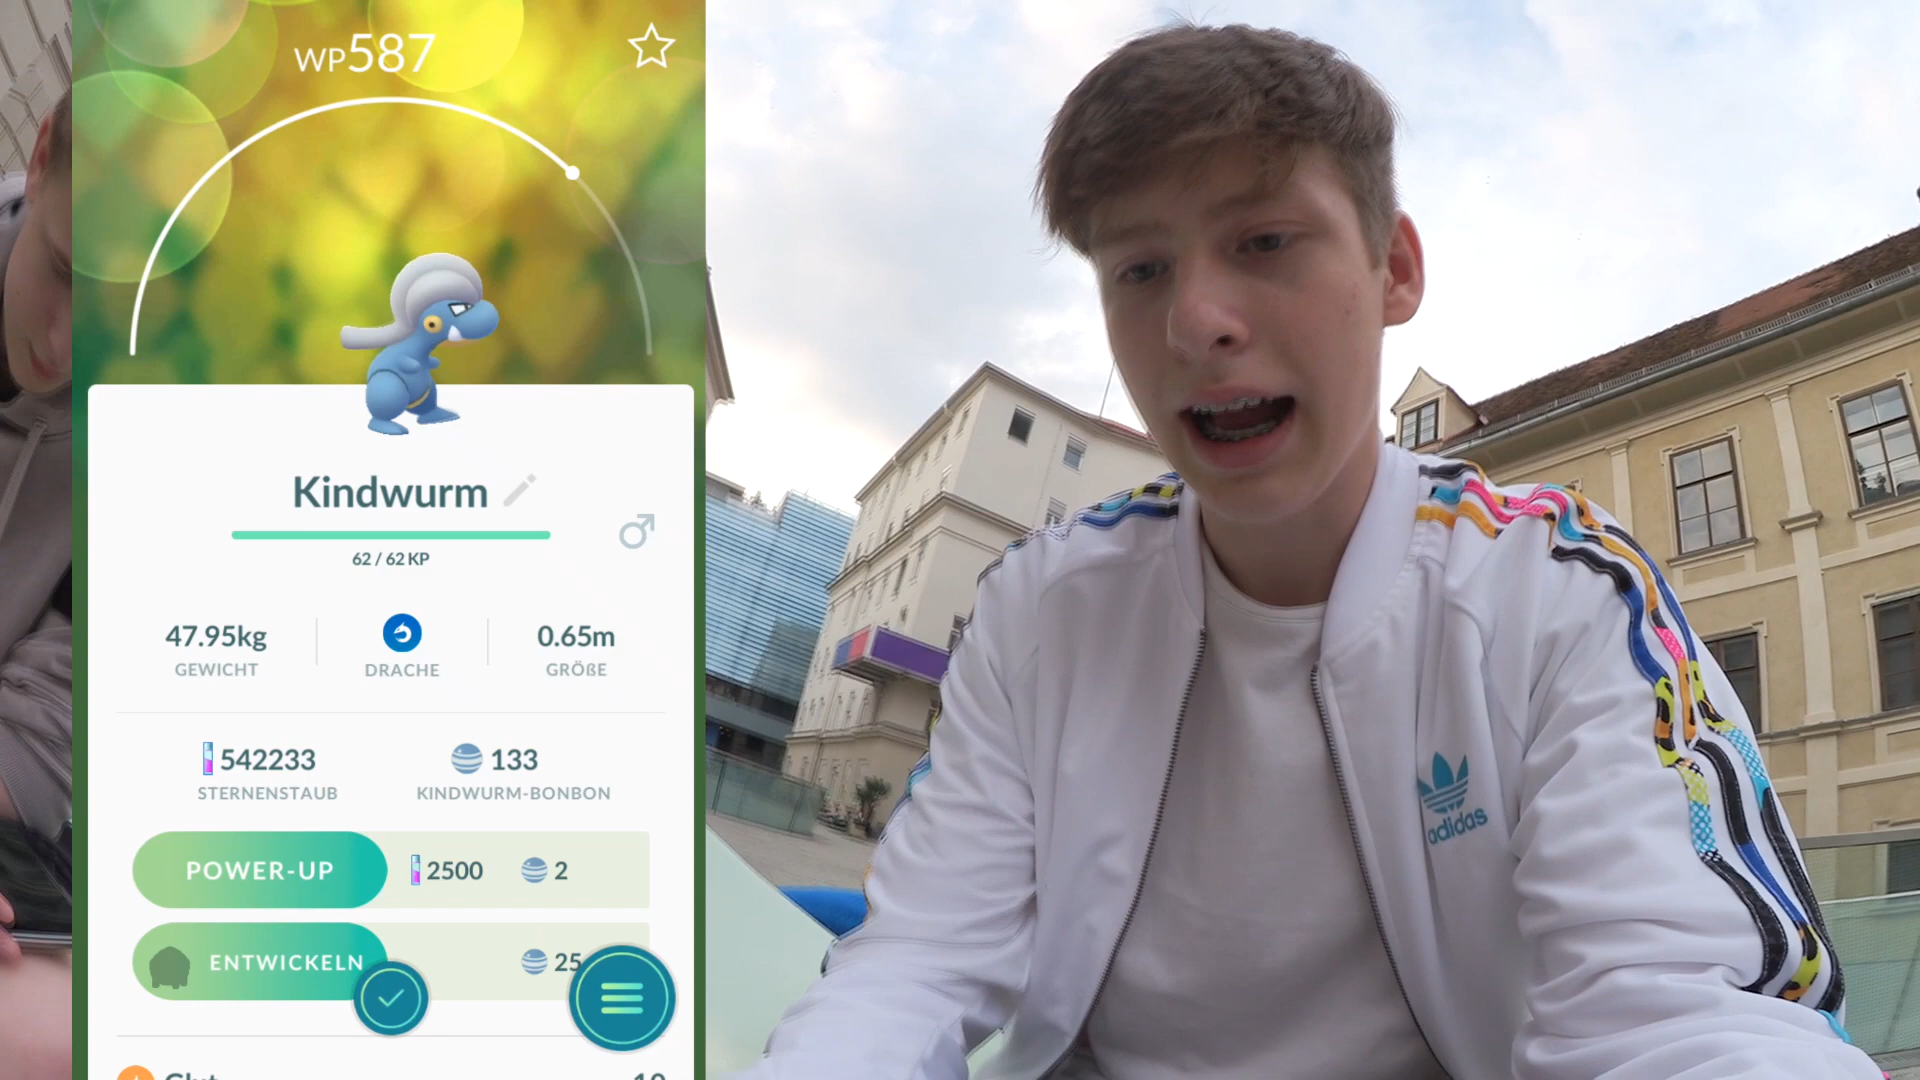 WP587
Kindwurm
62 / 62 KP
47.95kg
GEWICHT
DRACHE
0.65m
GRÖßE
542233
STERNENSTAUB
133
KINDWURM-BONBON
POWER-UP
2500
2
ENTWICKELN
25
adidas